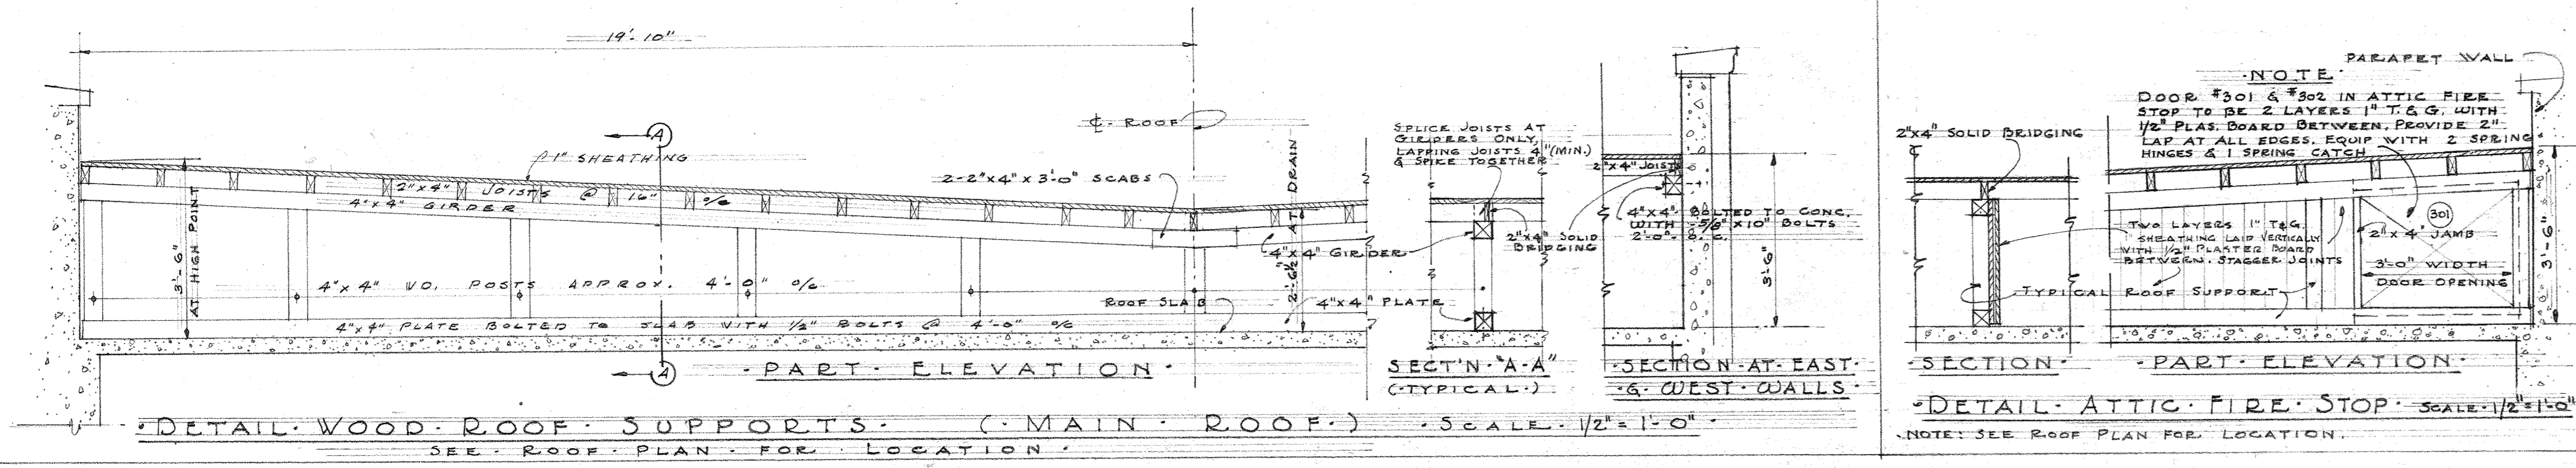 19'-10"
℄ ROOF
A
1" SHEATHING
2"x4" JOISTS @ 16" o/c
4"x4" GIRDER
3'-6"
AT HIGH POINT
2-2"x4"x3'-0" SCABS
4"x4" WD. POSTS APPROX. 4'-0" o/c
ROOF SLAB
4"x4" PLATE BOLTED TO SLAB WITH 1/2" BOLTS @ 4'-0" o/c
AT DRAIN
4"x4" GIRDER
4"x4" PLATE
A
·PART· ELEVATION·
SPLICE JOISTS AT
GIRDERS ONLY,
LAPPING JOISTS 4"(MIN.)
& SPIKE TOGETHER
2"x4" SOLID
BRIDGING
SECT'N. "A-A"
(·TYPICAL·)
2"x4" JOISTS
4"x4" BOLTED TO CONC.
WITH 5/8"x10" BOLTS
2'-0" O.C.
3'-6"
·SECTION·AT·EAST·
·&·WEST·WALLS·
·DETAIL·WOOD·ROOF·SUPPORTS· (·MAIN·ROOF·) ·SCALE·1/2"=1'-0"·
SEE·ROOF·PLAN·FOR·LOCATION·
PARAPET WALL
·NOTE·
DOOR #301 & #302 IN ATTIC FIRE
STOP TO BE 2 LAYERS 1" T.&G. WITH
1/2" PLAS. BOARD BETWEEN. PROVIDE 2"
LAP AT ALL EDGES. EQUIP WITH 2 SPRING
HINGES & 1 SPRING CATCH
2"x4" SOLID BRIDGING
TWO LAYERS 1" T&G.
SHEATHING LAID VERTICALLY
WITH 1/2" PLASTER BOARD
BETWEEN. STAGGER JOINTS
TYPICAL ROOF SUPPORT
301
2"x4" JAMB
3'-0" WIDTH
DOOR OPENING
3'-6"
·SECTION·
·PART·ELEVATION·
·DETAIL·ATTIC·FIRE·STOP· SCALE·1/2"=1'-0"
·NOTE: SEE ROOF PLAN FOR LOCATION.